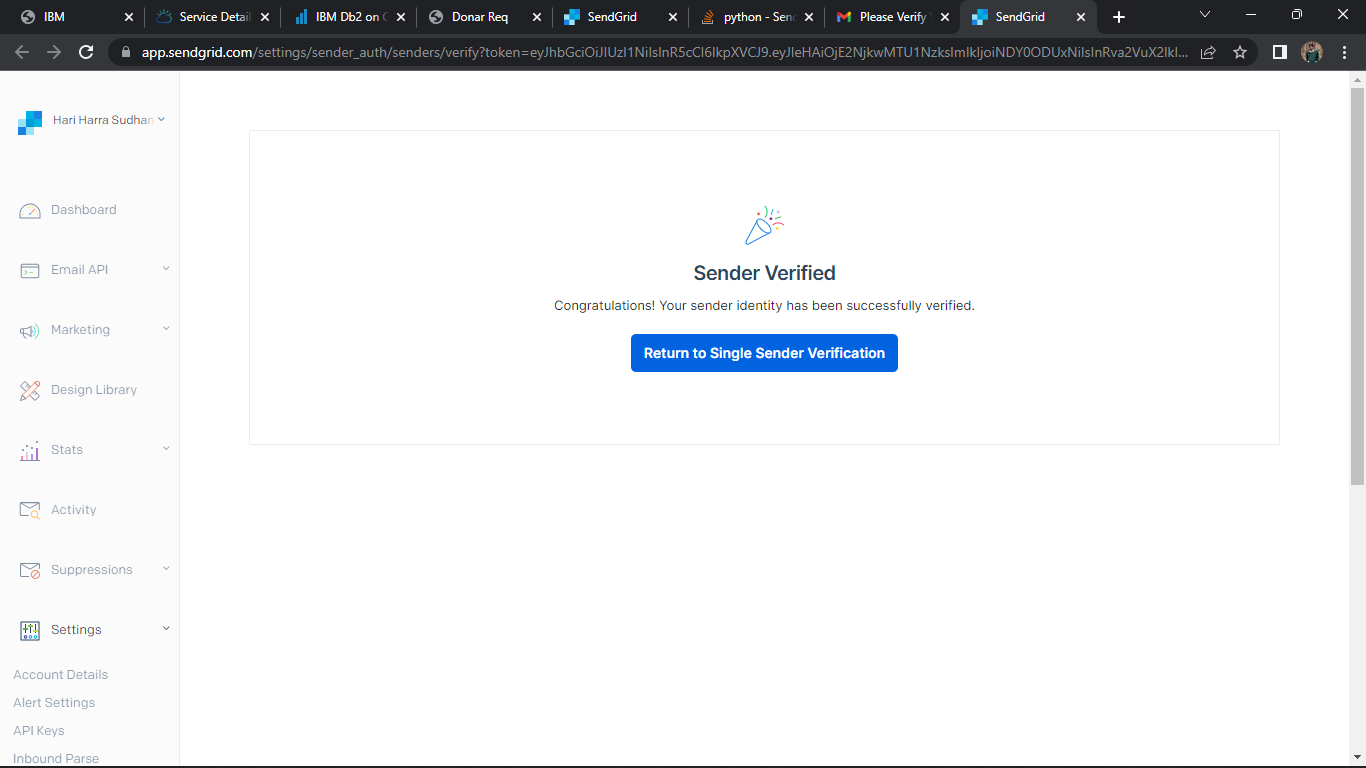 IBM
Service Detail
IBM Db2 on C
Donar Req
SendGrid
python - Send
Please Verify Y
SendGrid
app.sendgrid.com/settings/sender_auth/senders/verify?token=
Hari Harra Sudhan
Dashboard
Email API
Marketing
Design Library
Stats
Activity
Suppressions
Settings
Account Details
Alert Settings
API Keys
Inbound Parse
Sender Verified
Congratulations! Your sender identity has been successfully verified.
Return to Single Sender Verification